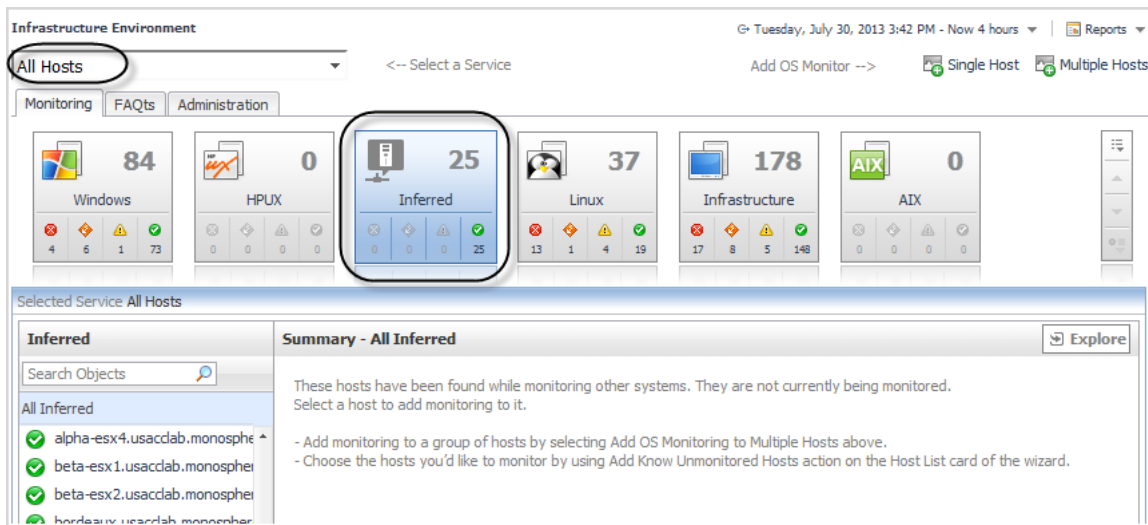 Infrastructure Environment
Tuesday, July 30, 2013 3:42 PM - Now 4 hours
Reports
All Hosts
<-- Select a Service
Add OS Monitor -->
Single Host
Multiple Hosts
Monitoring
FAQts
Administration
84
Windows
4 6 1 73
0
HPUX
0 0 0 0
25
Inferred
0 0 0 25
37
Linux
13 1 4 19
178
Infrastructure
17 8 5 148
AIX
0
AIX
0 0 0 0
Selected Service All Hosts
Inferred
Summary - All Inferred
Explore
Search Objects
These hosts have been found while monitoring other systems. They are not currently being monitored.
Select a host to add monitoring to it.
All Inferred
- Add monitoring to a group of hosts by selecting Add OS Monitoring to Multiple Hosts above.
- Choose the hosts you'd like to monitor by using Add Know Unmonitored Hosts action on the Host List card of the wizard.
alpha-esx4.usacclab.monosphe
beta-esx1.usacclab.monospher
beta-esx2.usacclab.monospher
bordeaux.usacclab.monospher